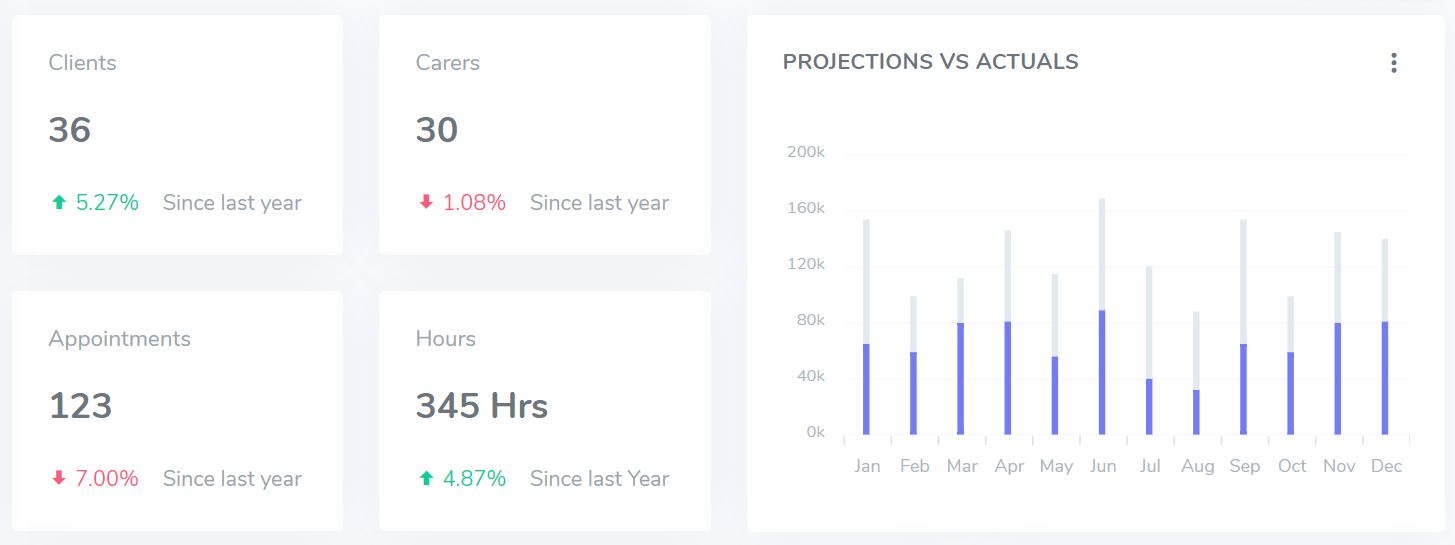 Clients
36
5.27% Since last year
Carers
30
1.08% Since last year
Appointments
123
7.00% Since last year
Hours
345 Hrs
4.87% Since last Year
PROJECTIONS VS ACTUALS
200k
160k
120k
80k
40k
0k
Jan Feb Mar Apr May Jun Jul Aug Sep Oct Nov Dec